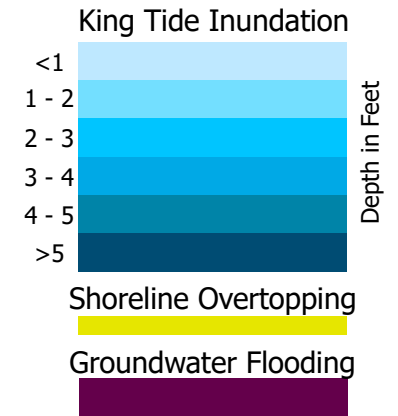 King Tide Inundation
<1
1 - 2
2 - 3
3 - 4
4 - 5
>5
Depth in Feet
Shoreline Overtopping
Groundwater Flooding